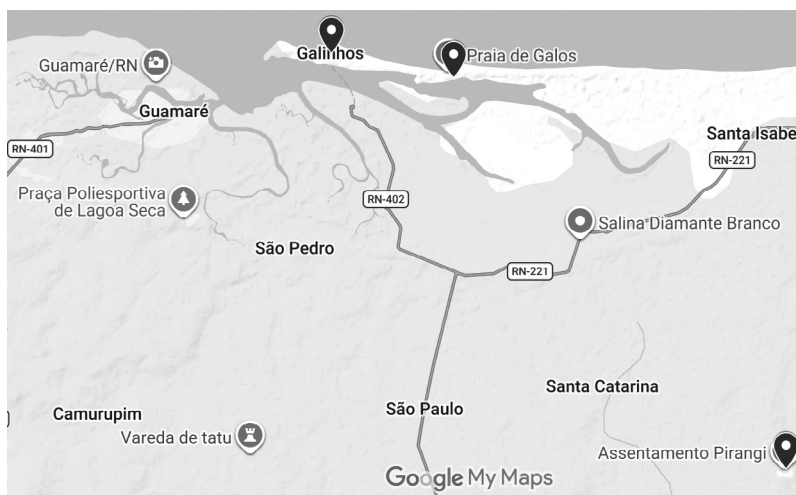 Galinhos
Praia de Galos
Guamaré/RN
Guamaré
Santa Isabe
RN-401
RN-221
Praça Poliesportiva
de Lagoa Seca
RN-402
Salina Diamante Branco
São Pedro
RN-221
Santa Catarina
Camurupim
São Paulo
Vareda de tatu
Assentamento Pirangi
Google My Maps